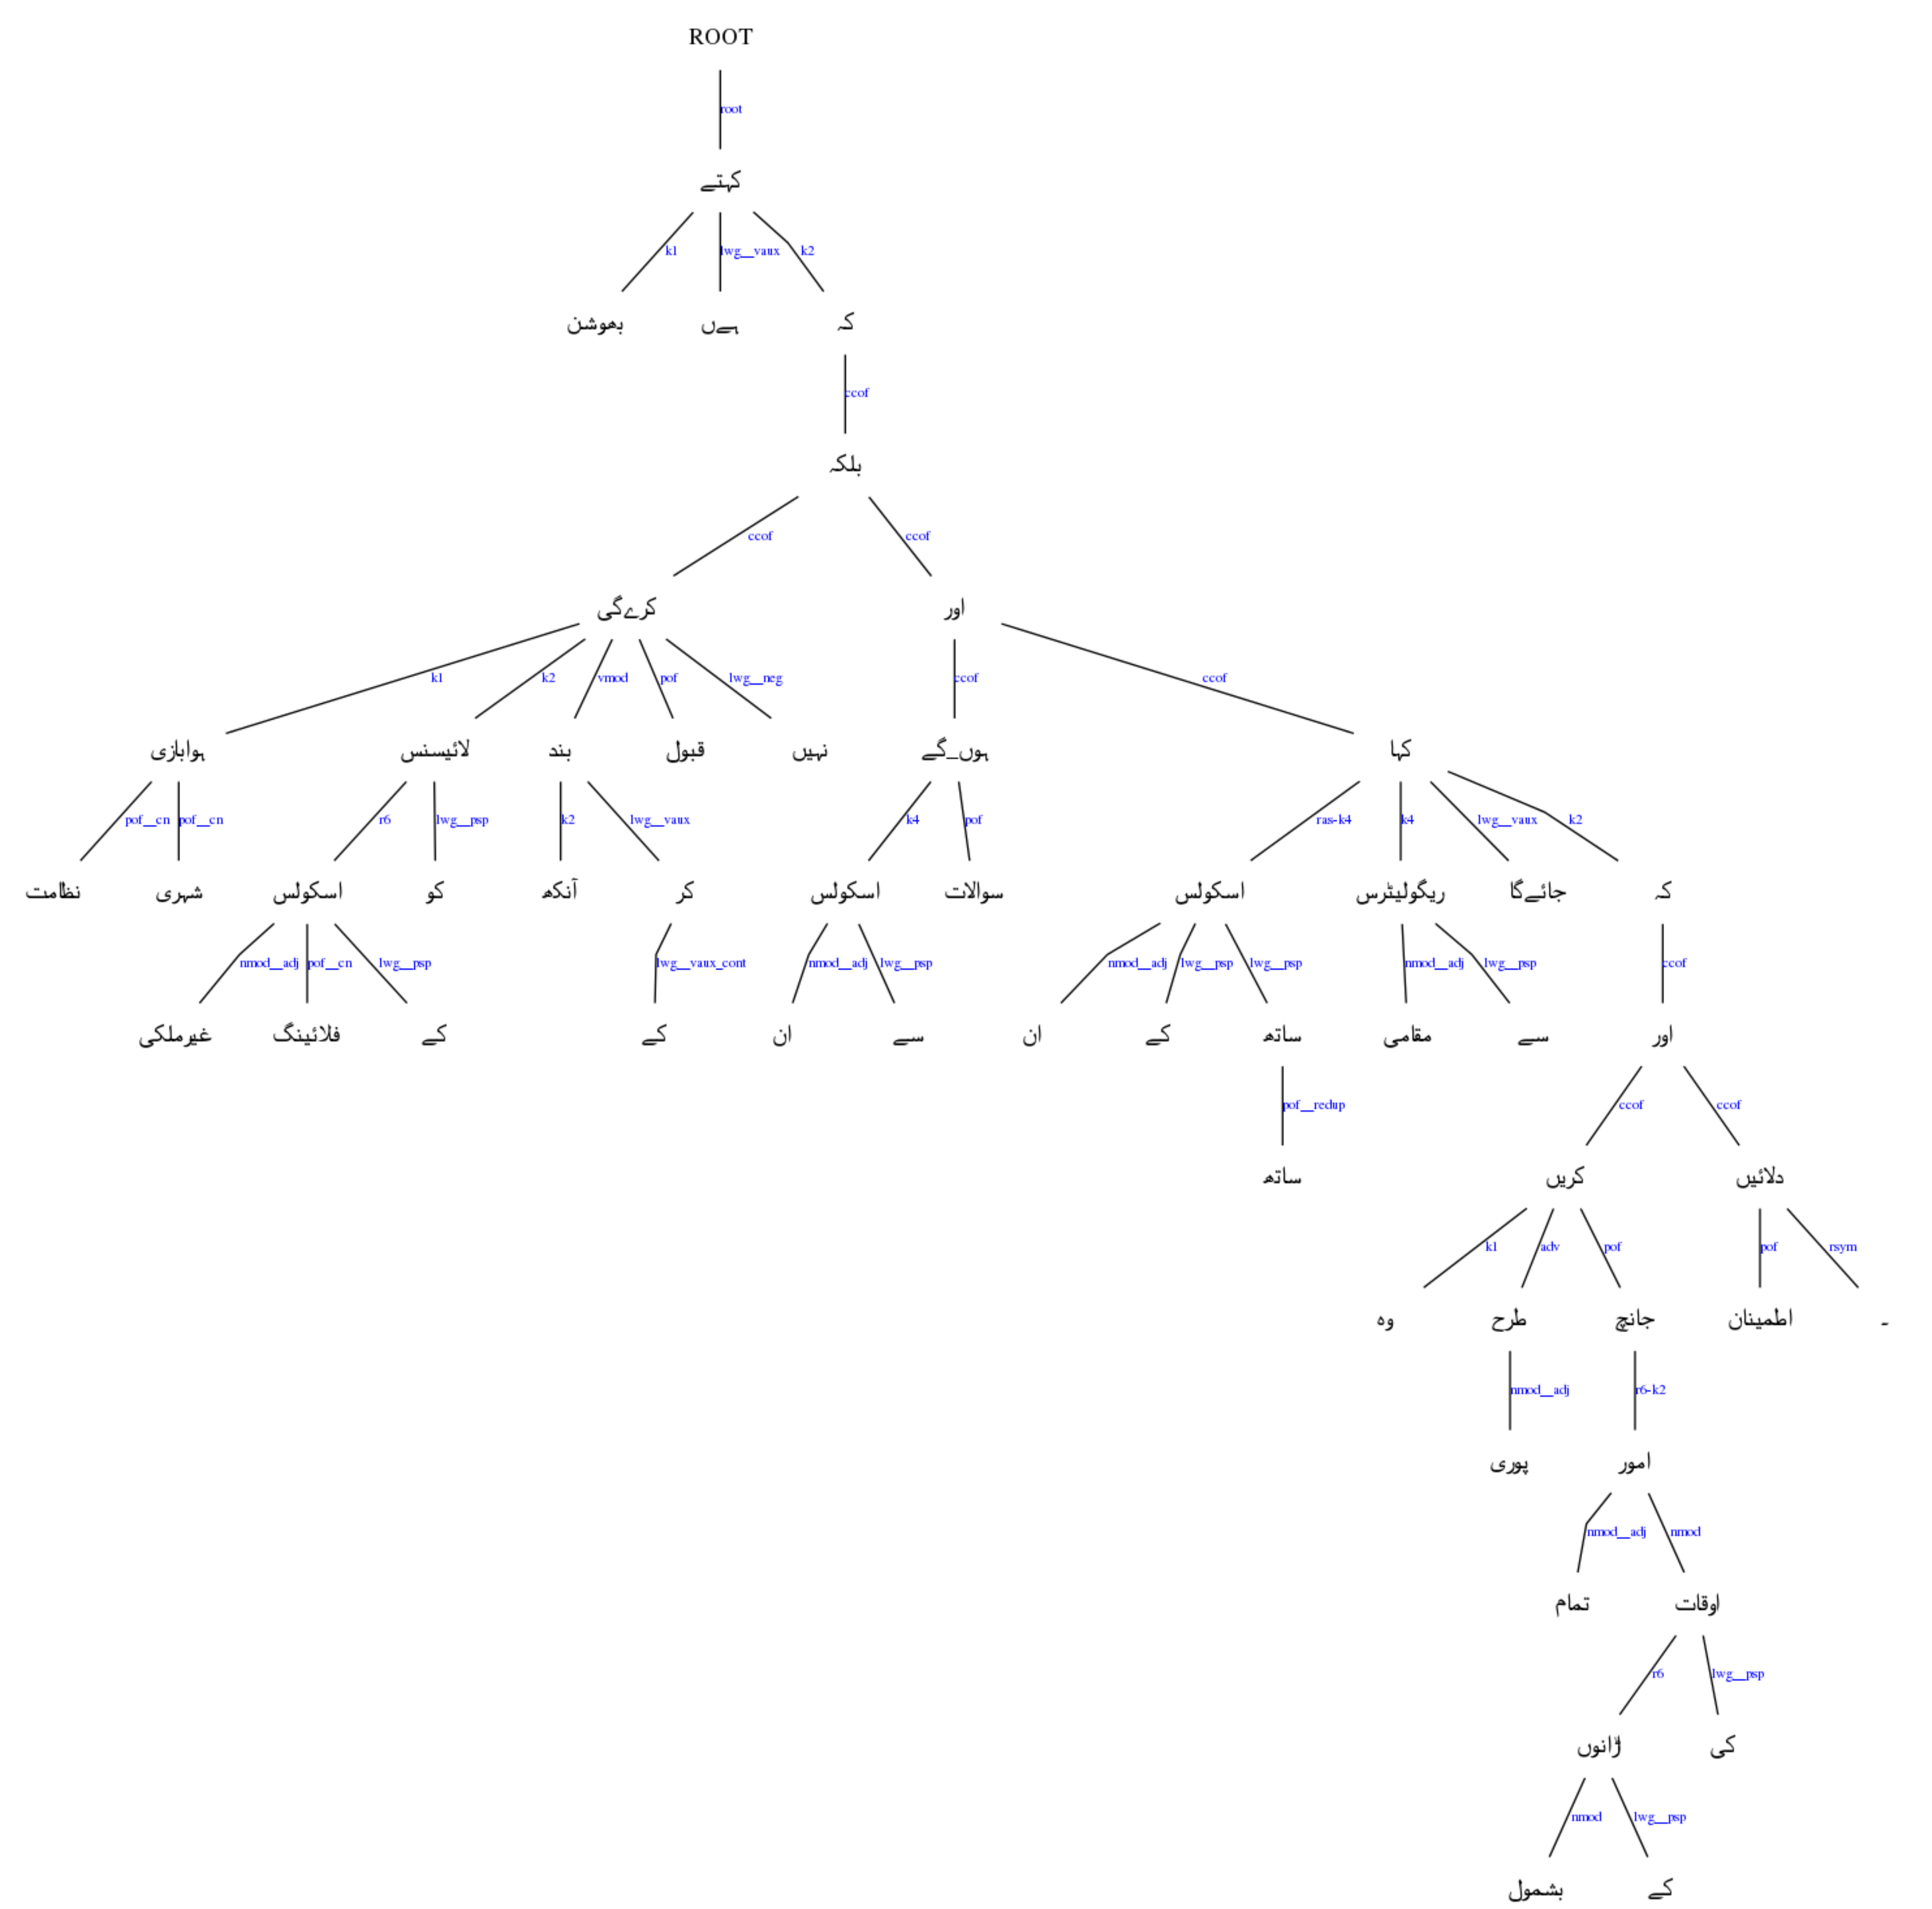 ROOT
root
کہتے
k1 lwg__vaux k2
بھوشن ہےں کہ
ccof
بلکہ
ccof ccof
کرےگی اور
k1 k2 vmod pof lwg__neg ccof ccof
ہوابازی لائیسنس بند قبول نہیں ہوں_گے کہا
pof__cn pof__cn r6 lwg__psp k2 lwg__vaux k4 pof ras-k4 k4 lwg__vaux k2
نظامت شہری اسکولس کو آنکھ کر اسکولس سوالات اسکولس ریگولیٹرس جائےگا کہ
nmod__adj pof__cn lwg__psp lwg__vaux_cont nmod__adj lwg__psp nmod__adj lwg__psp lwg__psp nmod__adj lwg__psp ccof
غیرملکی فلائینگ کے کے ان سے ان کے ساتھ مقامی سے اور
pof__redup ccof ccof
ساتھ کریں دلائیں
k1 adv pof pof rsym
وہ طرح جانچ اطمینان ۔
nmod__adj r6-k2
پوری امور
nmod__adj nmod
تمام اوقات
r6 lwg__psp
اڑانوں کی
nmod lwg__psp
بشمول کے